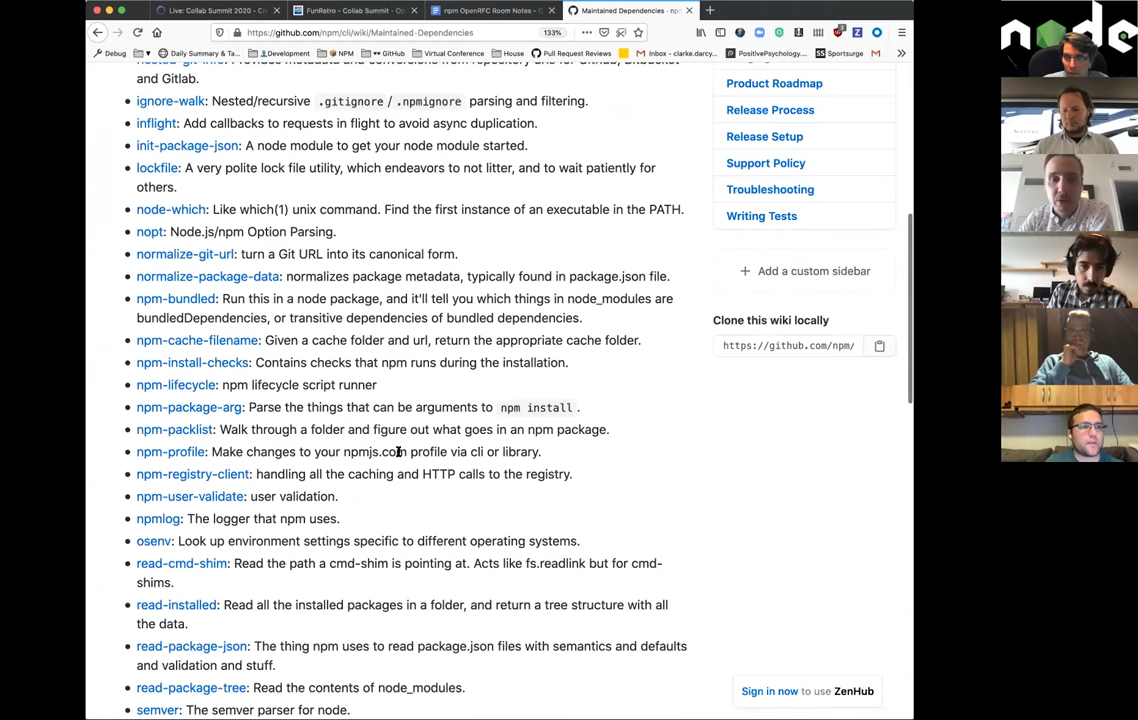 Live: Collab Summit 2020 - C
FunRetro - Collab Summit - O
npm OpenRFC Room Notes - G
Maintained Dependencies - np
https://github.com/npm/cli/wiki/Maintained-Dependencies
133%
Debug
Daily Summary & Ta...
Development
NPM
GitHub
Virtual Conference
House
Pull Request Reviews
Inbox - clarke.darcy...
PositivePsychology....
Sportsurge
and Gitlab.
ignore-walk: Nested/recursive .gitignore / .npmignore parsing and filtering.
inflight: Add callbacks to requests in flight to avoid async duplication.
init-package-json: A node module to get your node module started.
lockfile: A very polite lock file utility, which endeavors to not litter, and to wait patiently for
others.
node-which: Like which(1) unix command. Find the first instance of an executable in the PATH.
nopt: Node.js/npm Option Parsing.
normalize-git-url: turn a Git URL into its canonical form.
normalize-package-data: normalizes package metadata, typically found in package.json file.
npm-bundled: Run this in a node package, and it'll tell you which things in node_modules are
bundledDependencies, or transitive dependencies of bundled dependencies.
npm-cache-filename: Given a cache folder and url, return the appropriate cache folder.
npm-install-checks: Contains checks that npm runs during the installation.
npm-lifecycle: npm lifecycle script runner
npm-package-arg: Parse the things that can be arguments to npm install .
npm-packlist: Walk through a folder and figure out what goes in an npm package.
npm-profile: Make changes to your npmjs.com profile via cli or library.
npm-registry-client: handling all the caching and HTTP calls to the registry.
npm-user-validate: user validation.
npmlog: The logger that npm uses.
osenv: Look up environment settings specific to different operating systems.
read-cmd-shim: Read the path a cmd-shim is pointing at. Acts like fs.readlink but for cmd-
shims.
read-installed: Read all the installed packages in a folder, and return a tree structure with all
the data.
read-package-json: The thing npm uses to read package.json files with semantics and defaults
and validation and stuff.
read-package-tree: Read the contents of node_modules.
semver: The semver parser for node.
Product Roadmap
Release Process
Release Setup
Support Policy
Troubleshooting
Writing Tests
+ Add a custom sidebar
Clone this wiki locally
https://github.com/npm/
Sign in now to use ZenHub
node